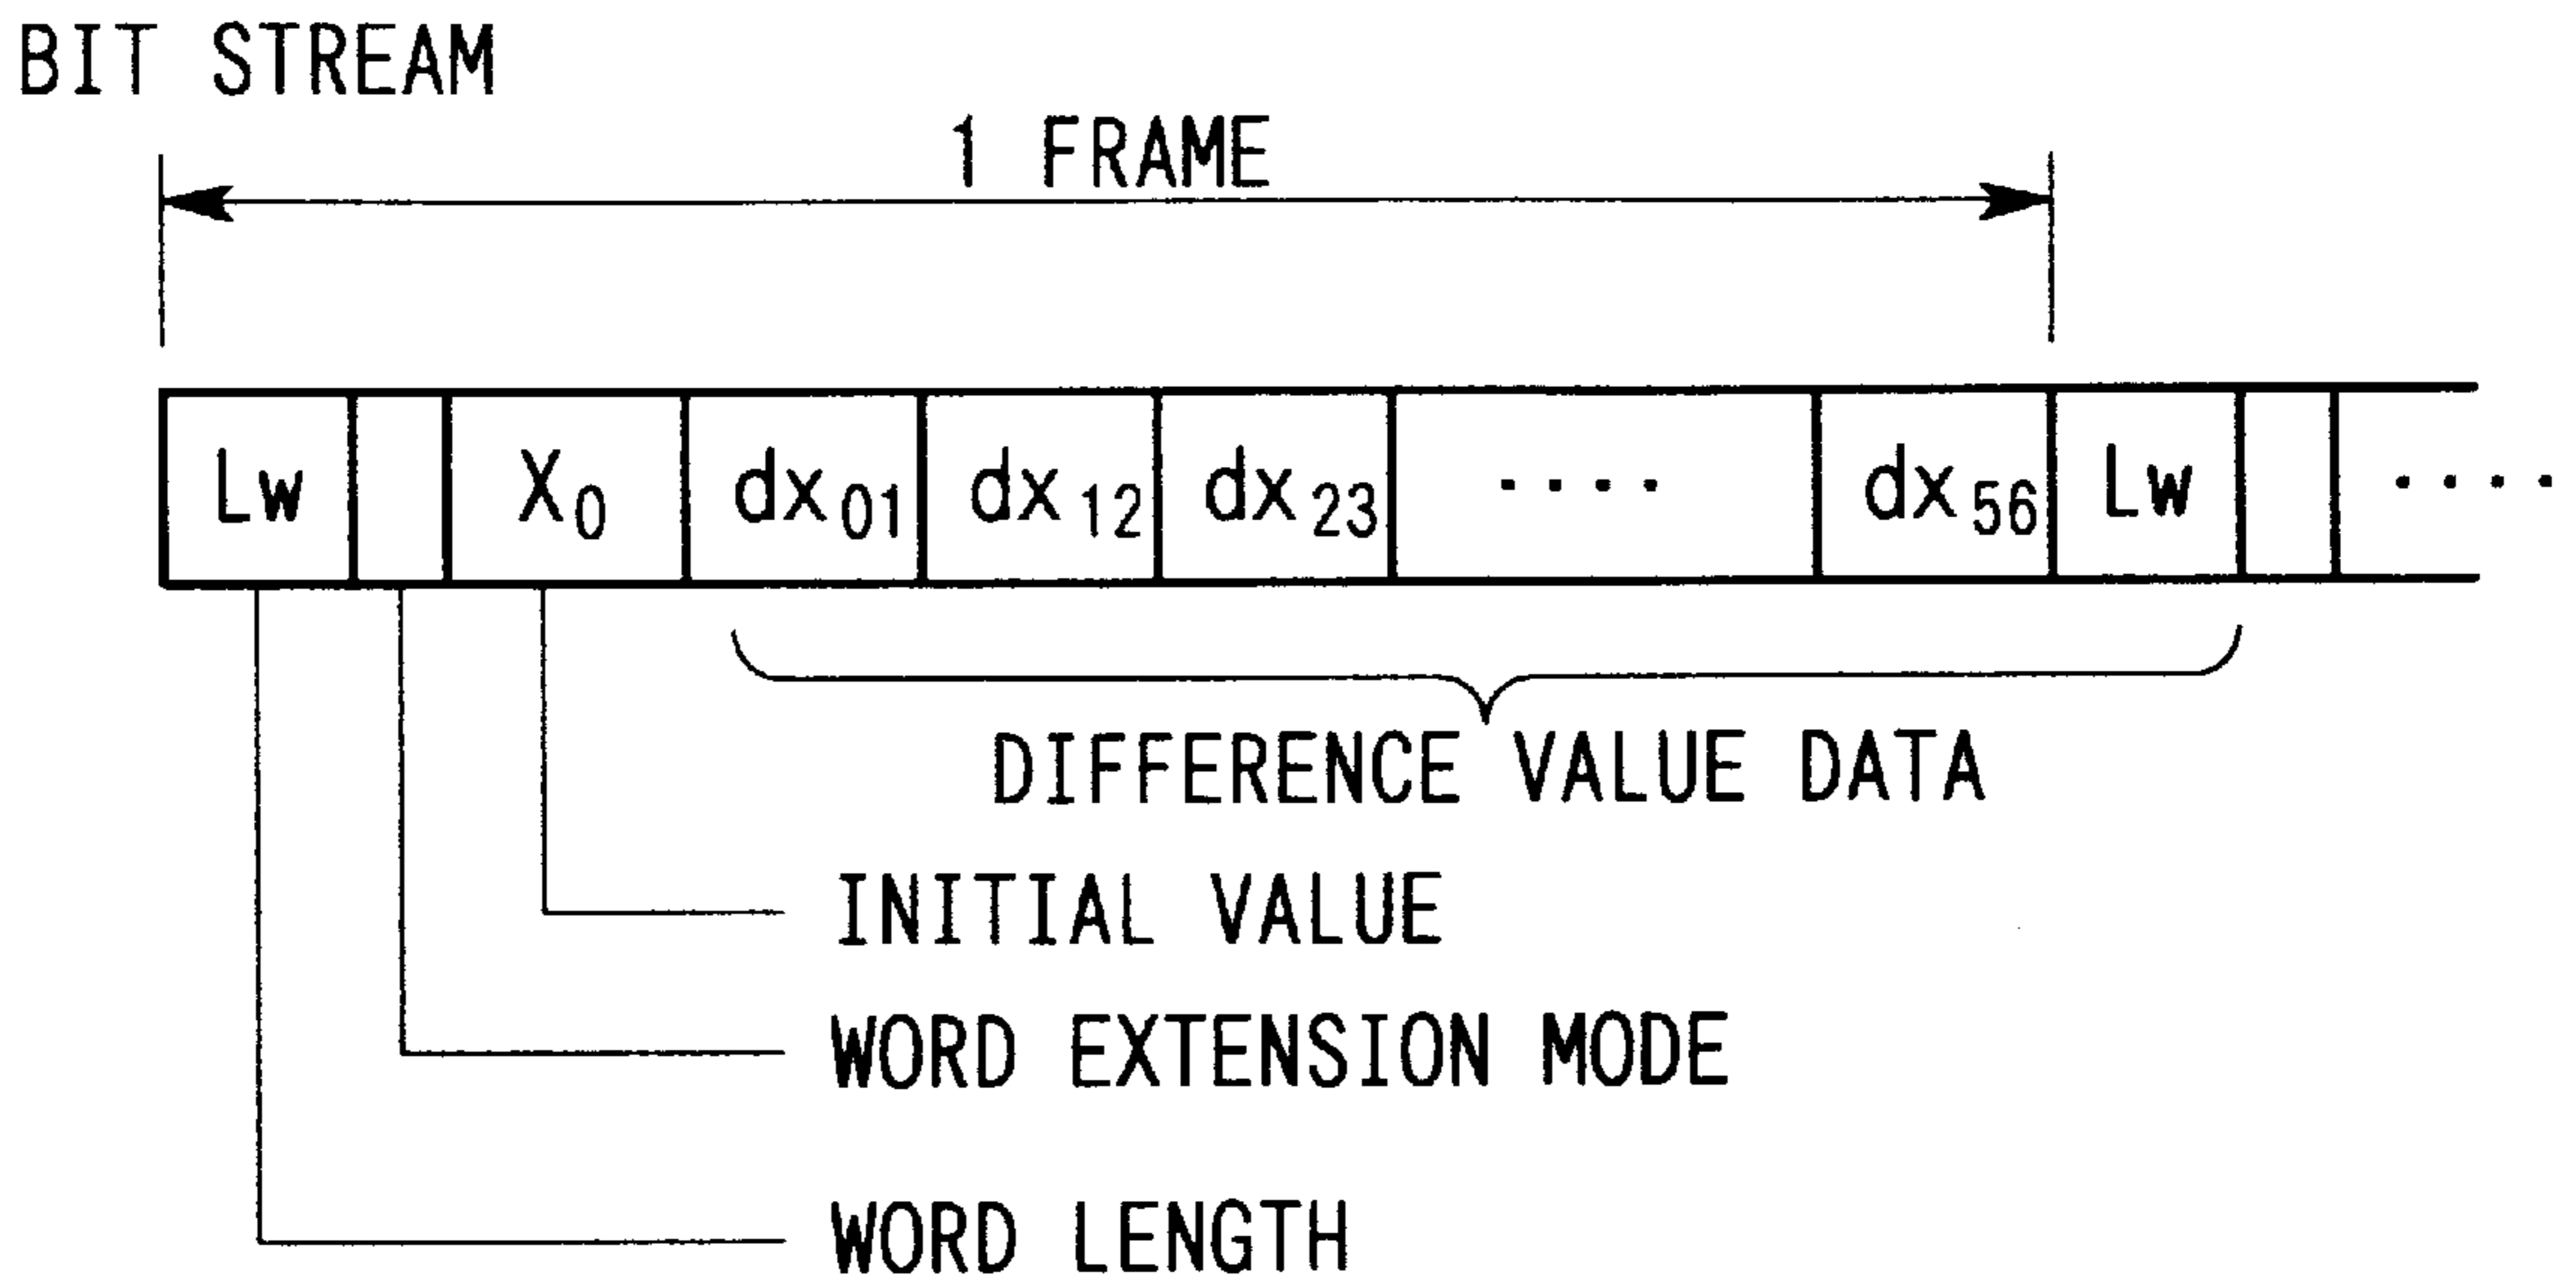 BIT STREAM
1 FRAME
Lw X0 dx01 dx12 dx23 ···· dx56 Lw ····
DIFFERENCE VALUE DATA
INITIAL VALUE
WORD EXTENSION MODE
WORD LENGTH